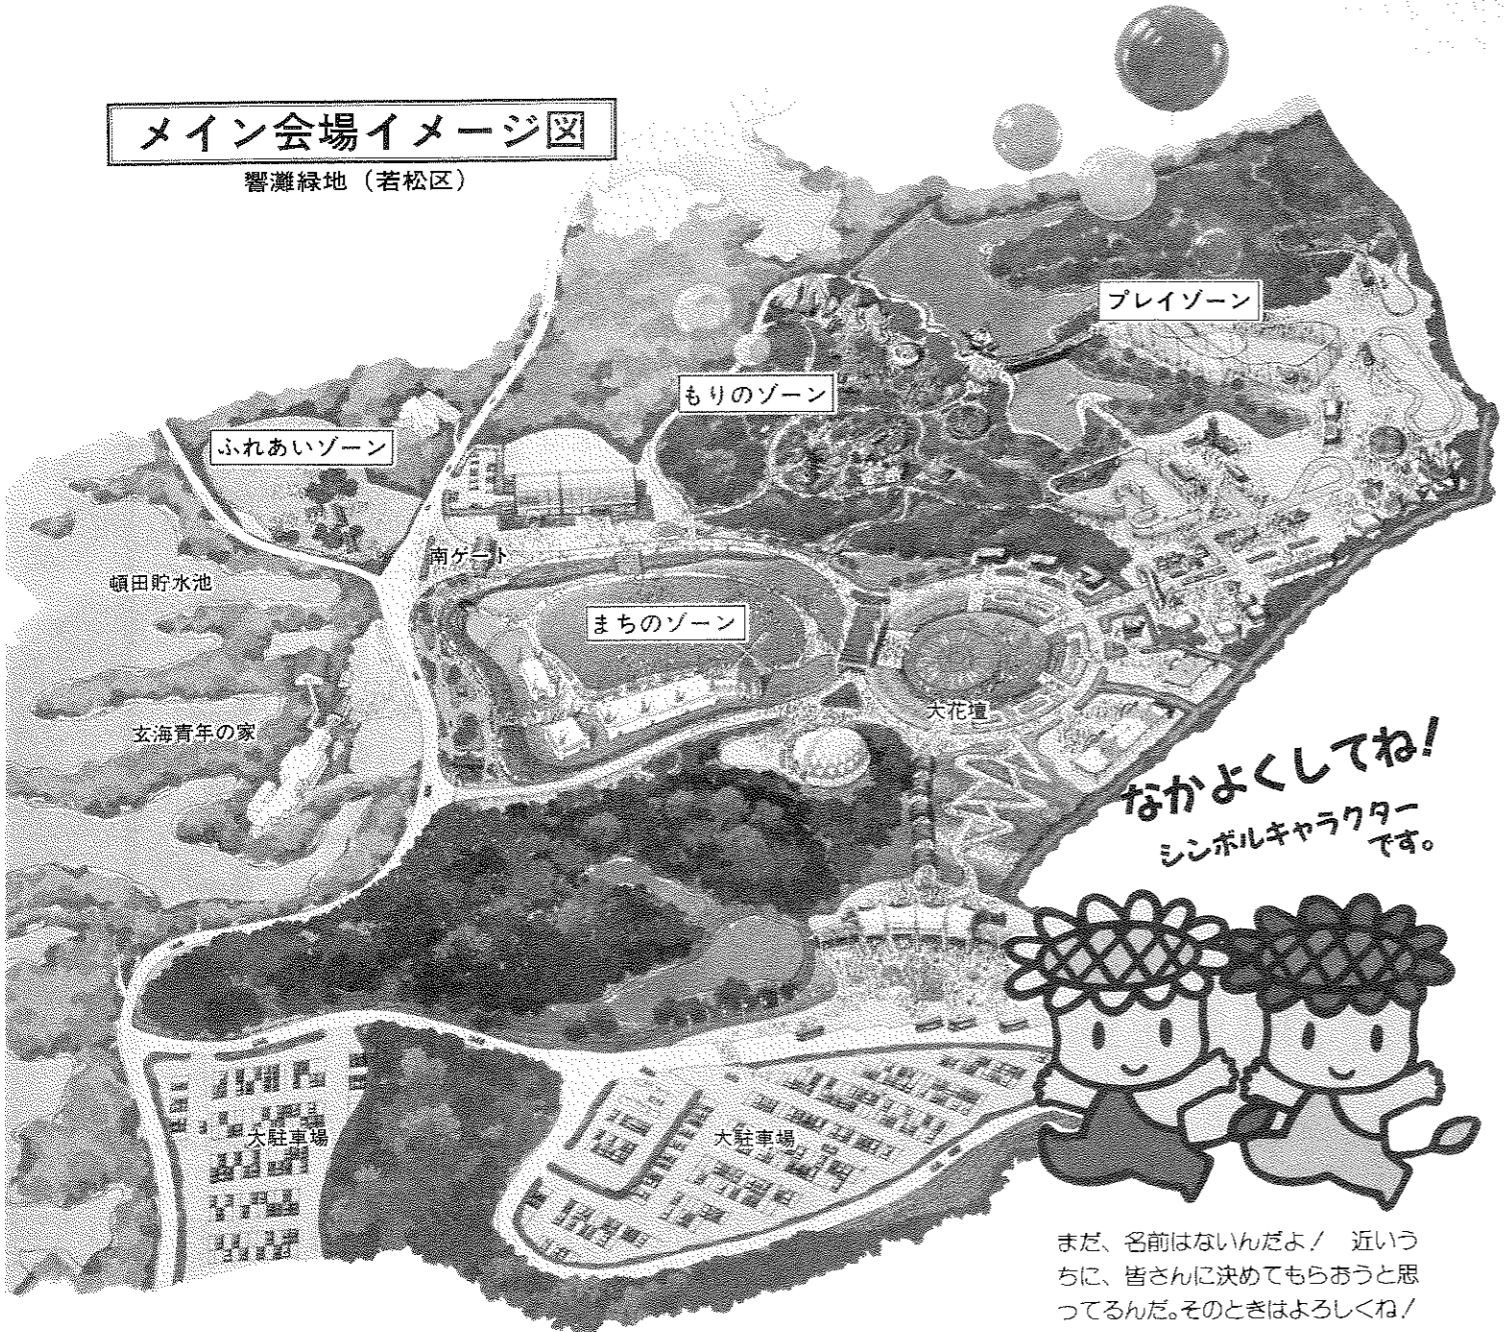 メイン会場イメージ図
響灘緑地（若松区）
プレイゾーン
もりのゾーン
ふれあいゾーン
南ゲート
頓田貯水池
まちのゾーン
大花壇
玄海青年の家
なかよくしてね！
シンボルキャラクター
です。
大駐車場
大駐車場
まだ、名前はないんだよ！　近いう
ちに、皆さんに決めてもらおうと思
ってるんだ。そのときはよろしくね！